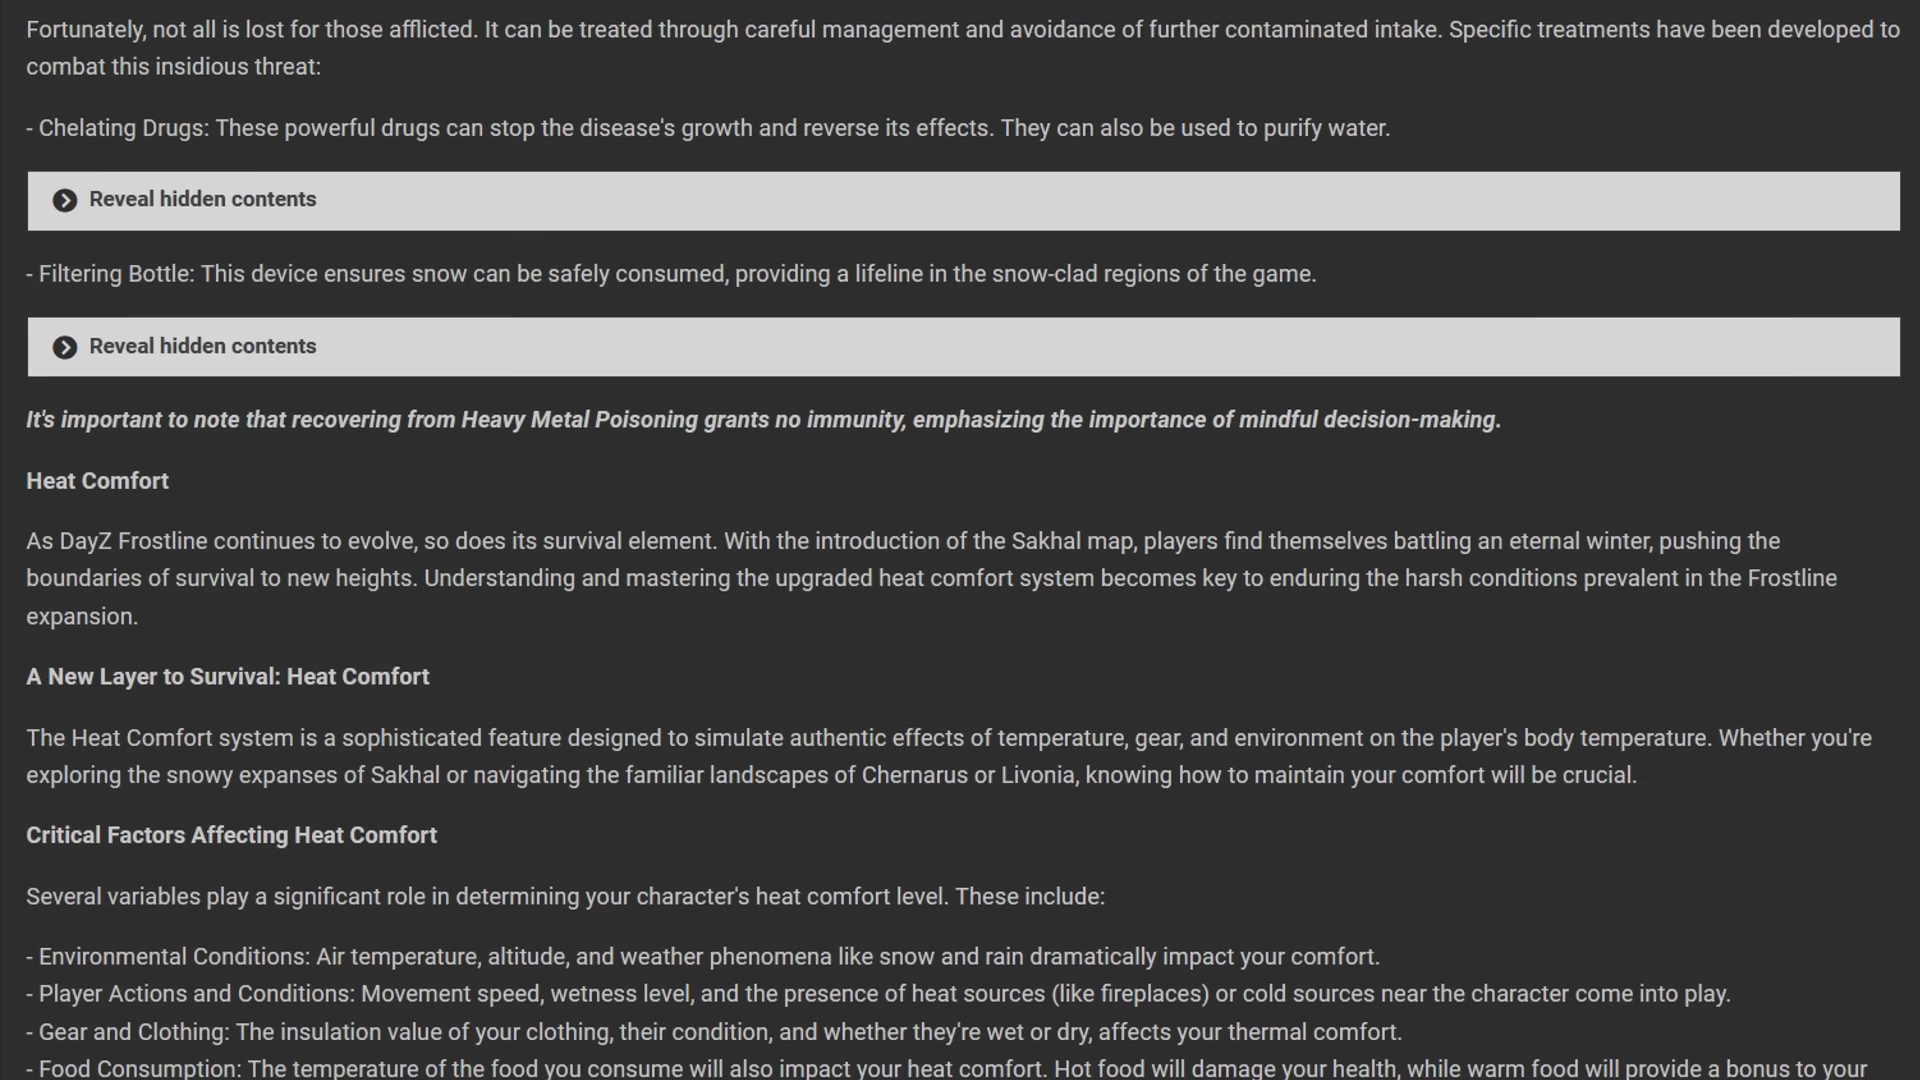 Fortunately, not all is lost for those afflicted. It can be treated through careful management and avoidance of further contaminated intake. Specific treatments have been developed to
combat this insidious threat:
- Chelating Drugs: These powerful drugs can stop the disease's growth and reverse its effects. They can also be used to purify water.
Reveal hidden contents
- Filtering Bottle: This device ensures snow can be safely consumed, providing a lifeline in the snow-clad regions of the game.
Reveal hidden contents
It's important to note that recovering from Heavy Metal Poisoning grants no immunity, emphasizing the importance of mindful decision-making.
Heat Comfort
As DayZ Frostline continues to evolve, so does its survival element. With the introduction of the Sakhal map, players find themselves battling an eternal winter, pushing the
boundaries of survival to new heights. Understanding and mastering the upgraded heat comfort system becomes key to enduring the harsh conditions prevalent in the Frostline
expansion.
A New Layer to Survival: Heat Comfort
The Heat Comfort system is a sophisticated feature designed to simulate authentic effects of temperature, gear, and environment on the player's body temperature. Whether you're
exploring the snowy expanses of Sakhal or navigating the familiar landscapes of Chernarus or Livonia, knowing how to maintain your comfort will be crucial.
Critical Factors Affecting Heat Comfort
Several variables play a significant role in determining your character's heat comfort level. These include:
- Environmental Conditions: Air temperature, altitude, and weather phenomena like snow and rain dramatically impact your comfort.
- Player Actions and Conditions: Movement speed, wetness level, and the presence of heat sources (like fireplaces) or cold sources near the character come into play.
- Gear and Clothing: The insulation value of your clothing, their condition, and whether they're wet or dry, affects your thermal comfort.
- Food Consumption: The temperature of the food you consume will also impact your heat comfort. Hot food will damage your health, while warm food will provide a bonus to your